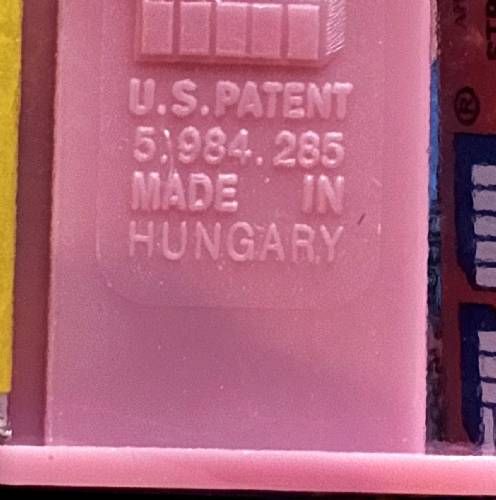 U.S.PATENT
5.984.285
MADE IN
HUNGARY
®